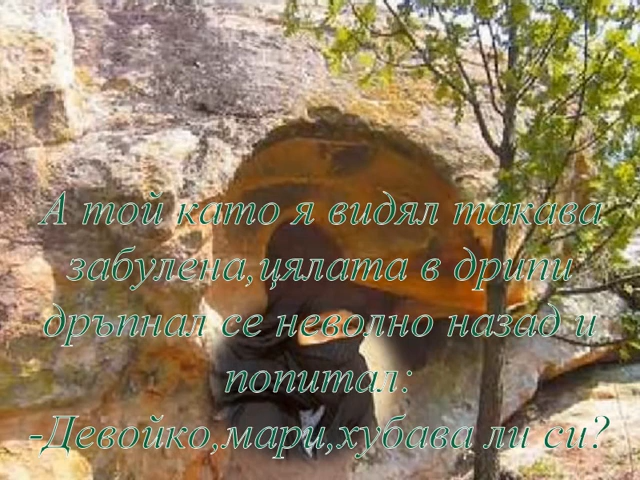 А той като я видял такава
забулена,цялата в дрипи
дръпнал се неволно назад и
попитал:
-Девойко,мари,хубава ли си?